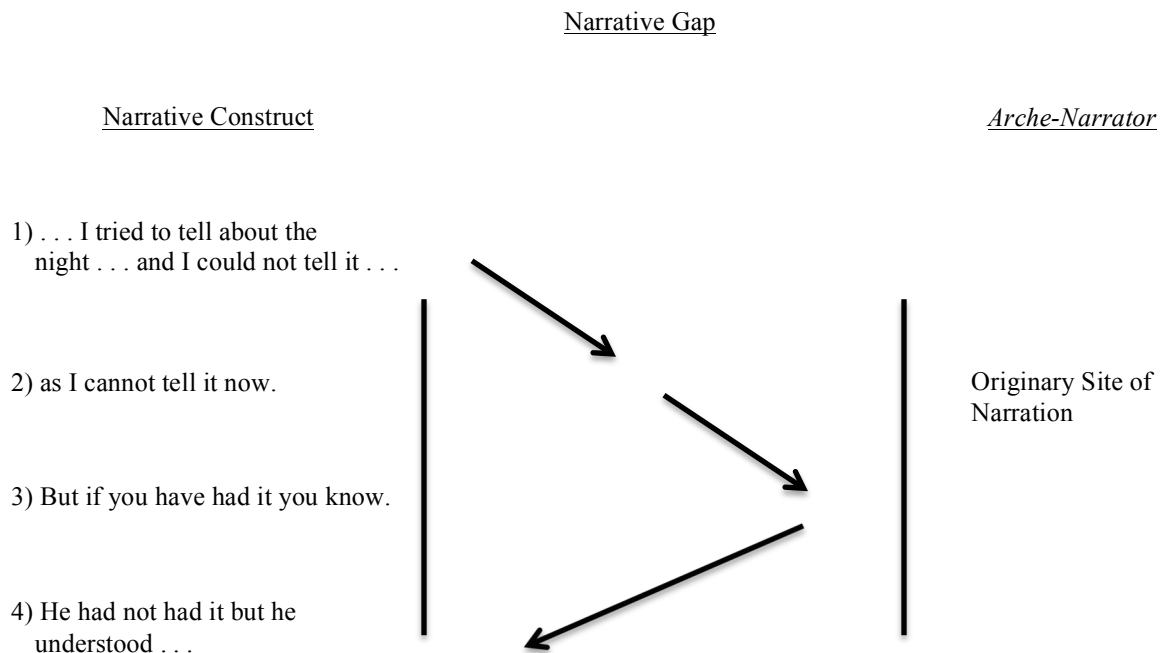 Narrative Gap
Narrative Construct
Arche-Narrator
1) . . . I tried to tell about the
night . . . and I could not tell it . . .
2) as I cannot tell it now.
Originary Site of
Narration
3) But if you have had it you know.
4) He had not had it but he
understood . . .